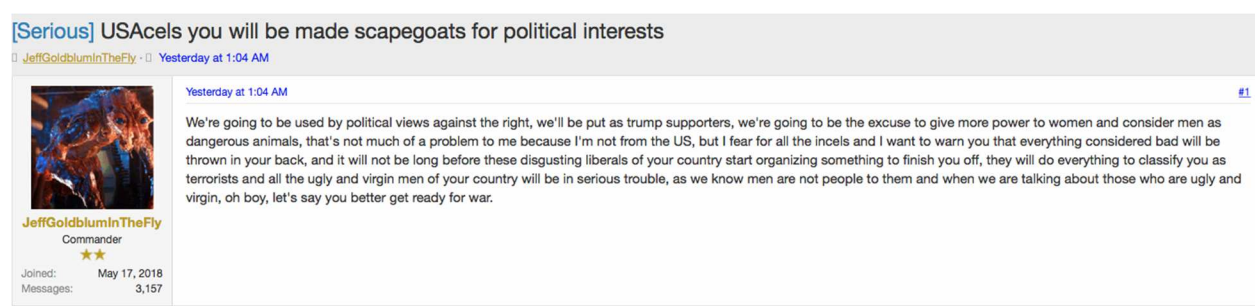 [Serious] USAcels you will be made scapegoats for political interests
JeffGoldblumInTheFly · Yesterday at 1:04 AM
Yesterday at 1:04 AM #1
We're going to be used by political views against the right, we'll be put as trump supporters, we're going to be the excuse to give more power to women and consider men as
dangerous animals, that's not much of a problem to me because I'm not from the US, but I fear for all the incels and I want to warn you that everything considered bad will be
thrown in your back, and it will not be long before these disgusting liberals of your country start organizing something to finish you off, they will do everything to classify you as
terrorists and all the ugly and virgin men of your country will be in serious trouble, as we know men are not people to them and when we are talking about those who are ugly and
virgin, oh boy, let's say you better get ready for war.
JeffGoldblumInTheFly
Commander
★★
Joined: May 17, 2018
Messages: 3,157